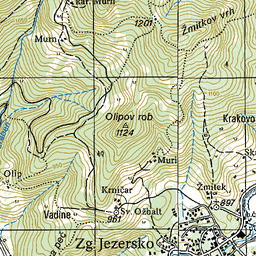 kar. Murn
Murn
1201
Žmitkov vrh
1160
Olipov rob
1124
Krakovo
Muri
Olip
Krničar
Žmitek
Vadine
Sv. Ožbalt
961
897
Zg. Jezersko